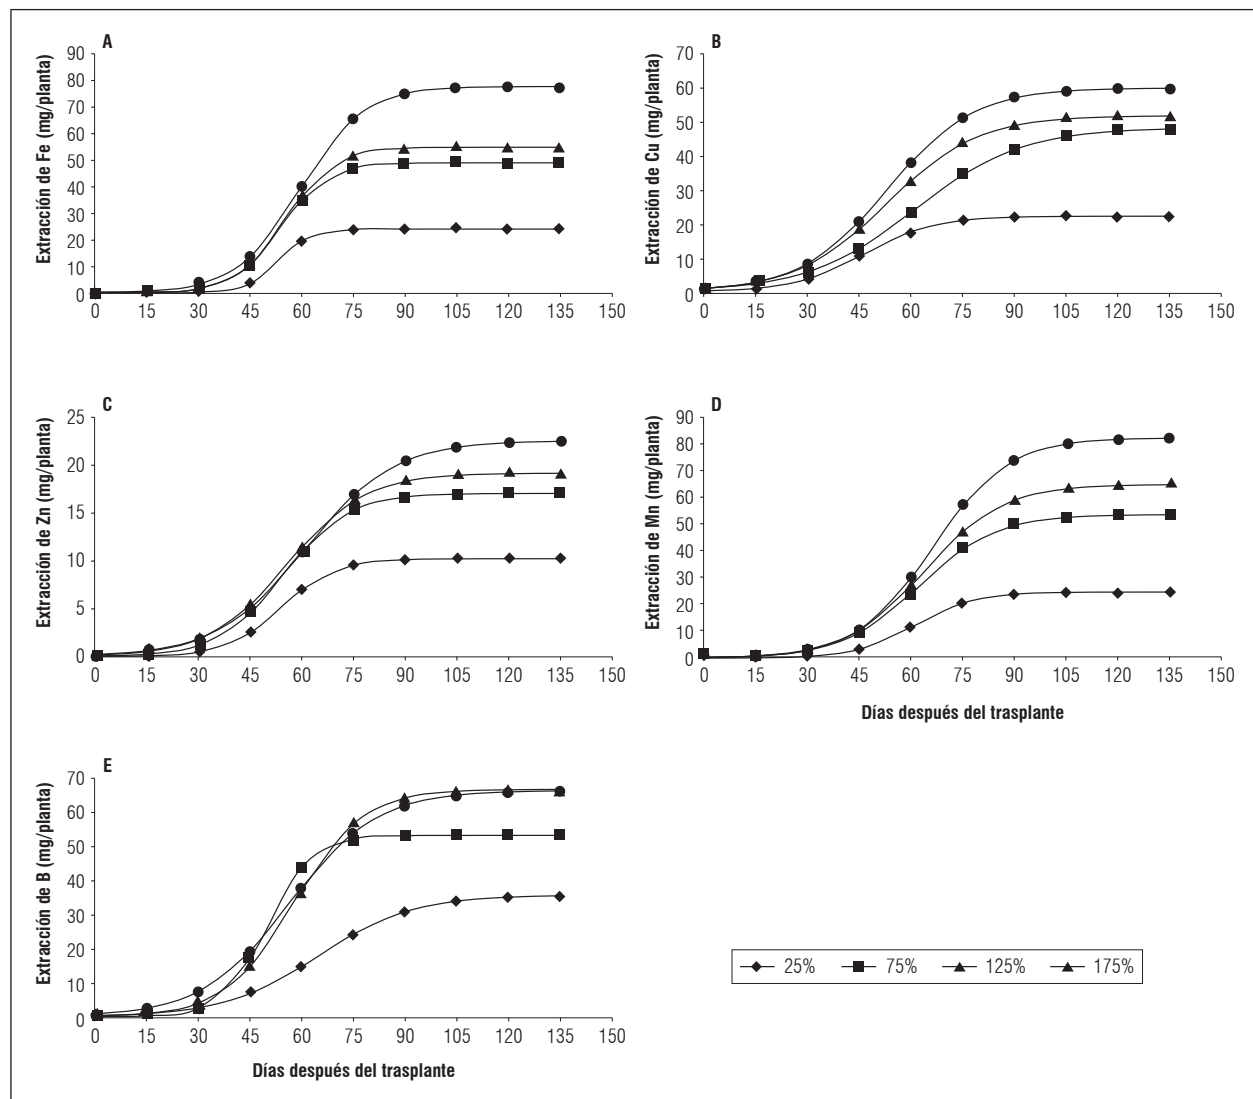 A
Extracción de Fe (mg/planta)
90
80
70
60
50
40
30
20
10
0
0 15 30 45 60 75 90 105 120 135 150
B
Extracción de Cu (mg/planta)
70
60
50
40
30
20
10
0
0 15 30 45 60 75 90 105 120 135 150
C
Extracción de Zn (mg/planta)
25
20
15
10
5
0
0 15 30 45 60 75 90 105 120 135 150
D
Extracción de Mn (mg/planta)
90
80
70
60
50
40
30
20
10
0
0 15 30 45 60 75 90 105 120 135 150
Días después del trasplante
E
Extracción de B (mg/planta)
70
60
50
40
30
20
10
0
0 15 30 45 60 75 90 105 120 135 150
Días después del trasplante
25% 75% 125% 175%